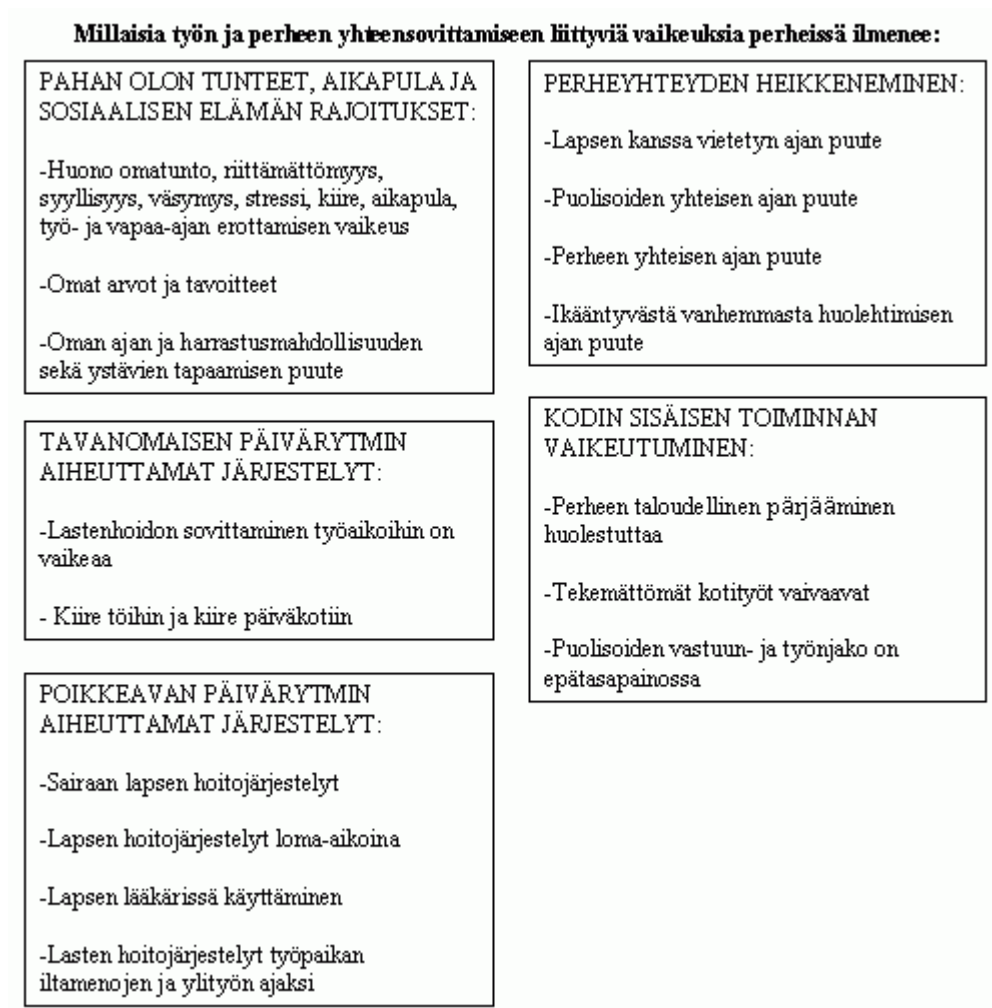 Millaisia työn ja perheen yhteensovittamiseen liittyviä vaikeuksia perheissä ilmenee:
PAHAN OLON TUNTEET, AIKAPULA JA
SOSIAALISEN ELÄMÄN RAJOITUKSET:
-Huono omatunto, riittämättömyys,
syyllisyys, väsymys, stressi, kiire, aikapula,
työ- ja vapaa-ajan erottamisen vaikeus
-Omat arvot ja tavoitteet
-Oman ajan ja harrastusmahdollisuuden
sekä ystävien tapaamisen puute
TAVANOMAISEN PÄIVÄRYTMIN
AIHEUTTAMAT JÄRJESTELYT:
-Lastenhoidon sovittaminen työaikoihin on
vaikeaa
- Kiire töihin ja kiire päiväkotiin
POIKKEAVAN PÄIVÄRYTMIN
AIHEUTTAMAT JÄRJESTELYT:
-Sairaan lapsen hoitojärjestelyt
-Lapsen hoitojärjestelyt loma-aikoina
-Lapsen lääkärissä käyttäminen
-Lasten hoitojärjestelyt työpaikan
iltamenojen ja ylityön ajaksi
PERHEYHTEYDEN HEIKKENEMINEN:
-Lapsen kanssa vietetyn ajan puute
-Puolisoiden yhteisen ajan puute
-Perheen yhteisen ajan puute
-Ikääntyvästä vanhemmasta huolehtimisen
ajan puute
KODIN SISÄISEN TOIMINNAN
VAIKEUTUMINEN:
-Perheen taloudellinen pärjääminen
huolestuttaa
-Tekemättömät kotityöt vaivaavat
-Puolisoiden vastuun- ja työnjako on
epätasapainossa